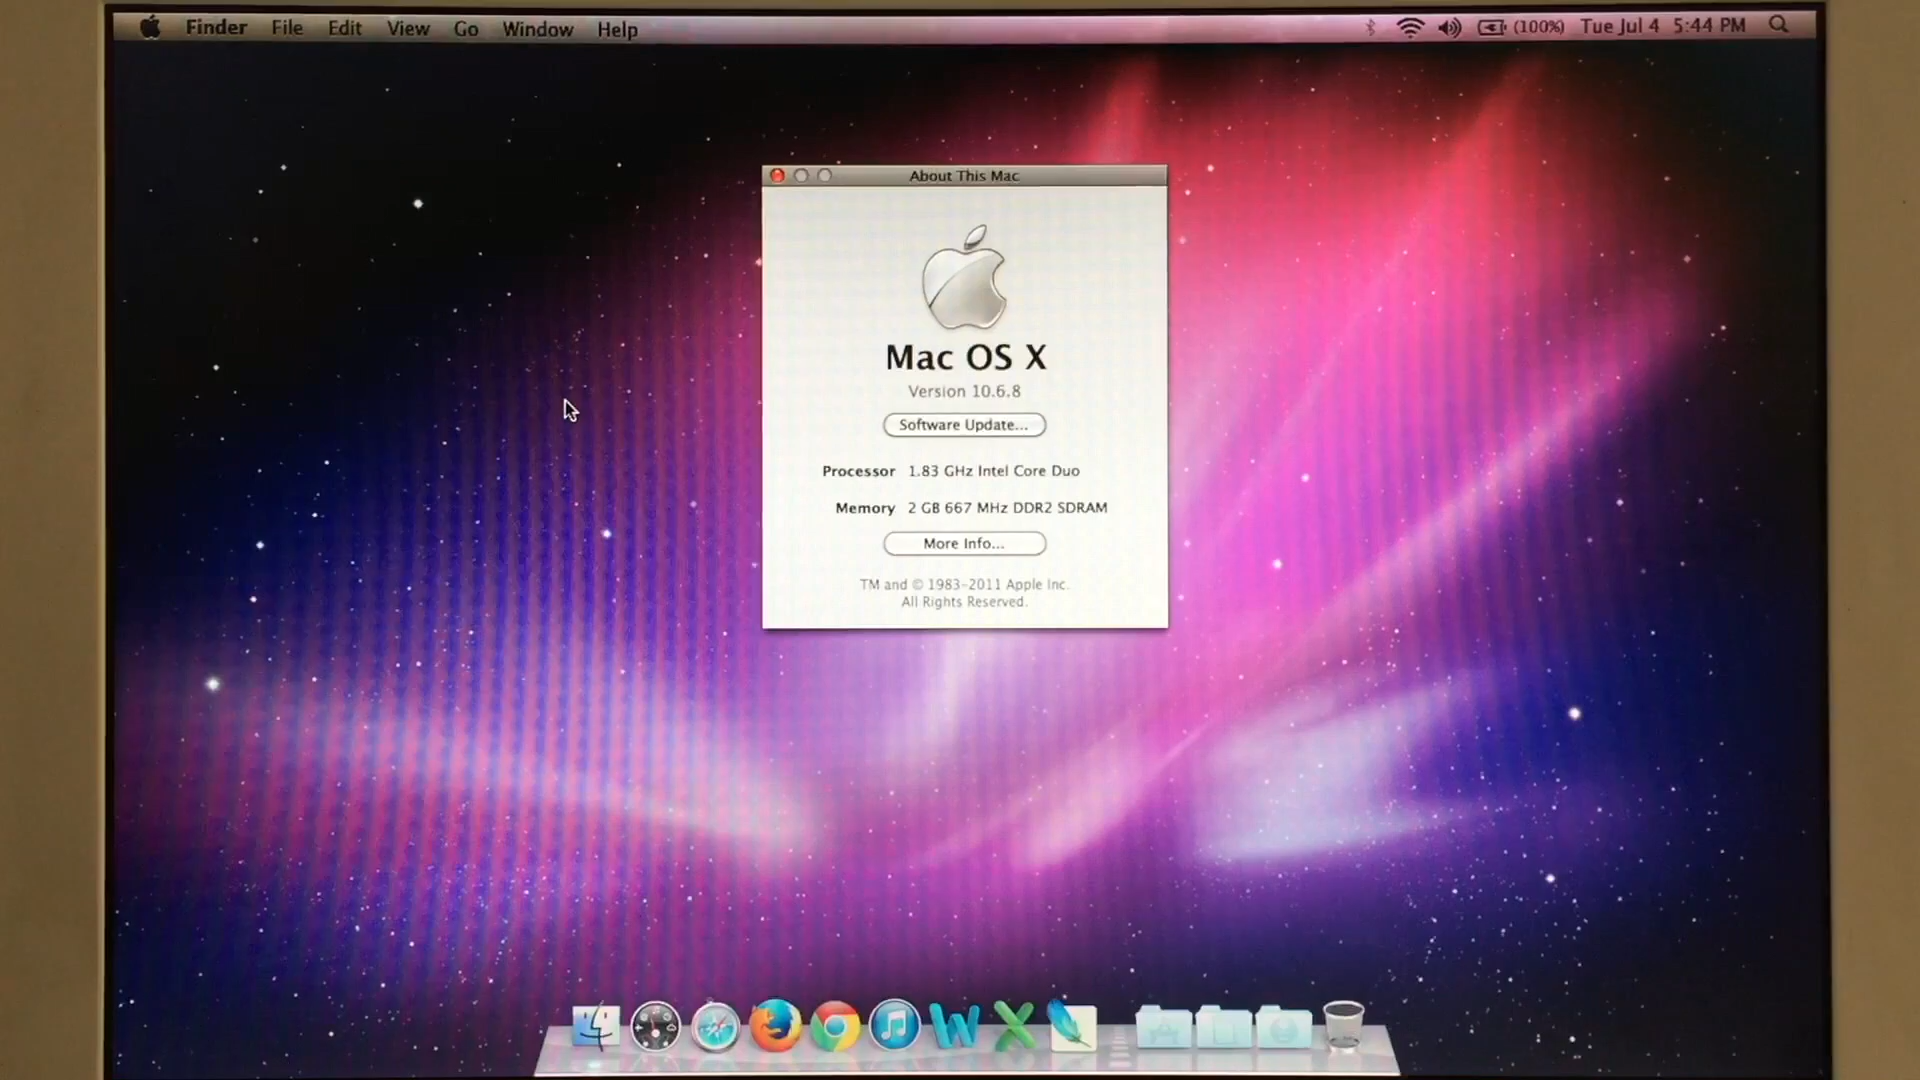 Finder File Edit View Go Window Help (100%) Tue Jul 4 5:44 PM
About This Mac
Mac OS X
Version 10.6.8
Software Update...
Processor 1.83 GHz Intel Core Duo
Memory 2 GB 667 MHz DDR2 SDRAM
More Info...
TM and © 1983-2011 Apple Inc.
All Rights Reserved.